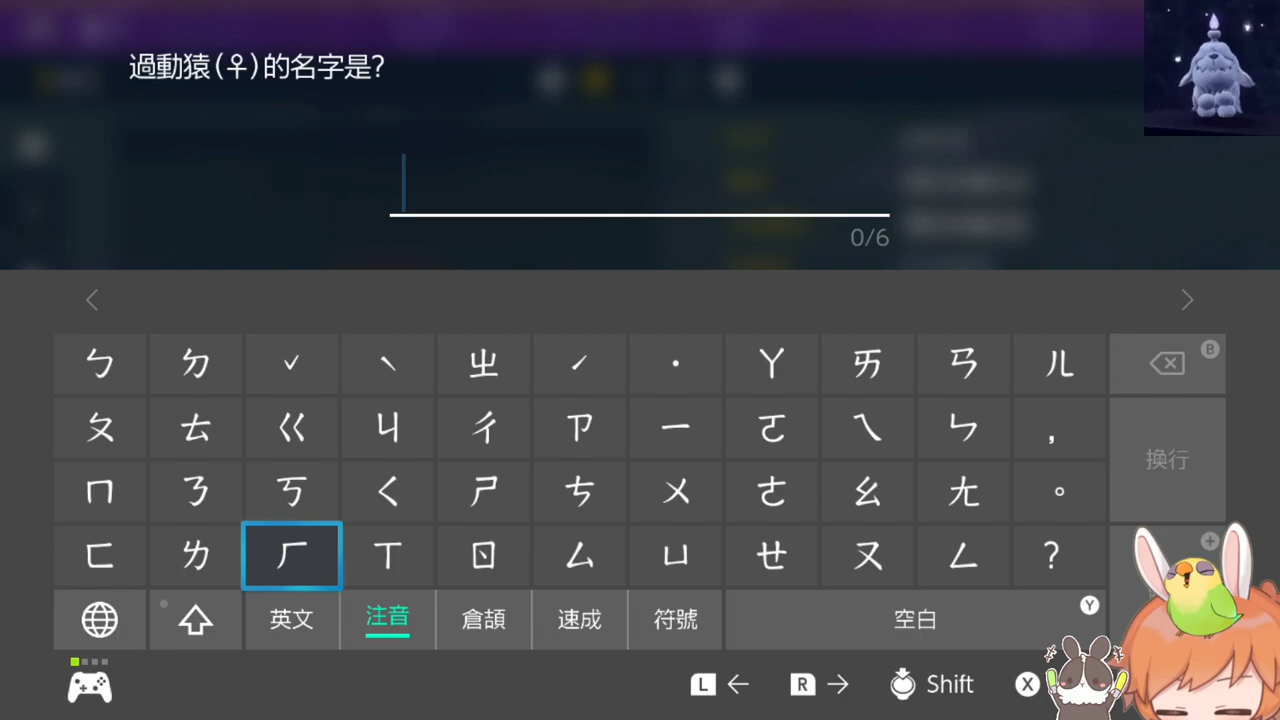 過動猿(♀)的名字是?
0/6
ㄅ ㄉ ˇ ˋ ㄓ ˊ ˙ ㄚ ㄞ ㄢ ㄦ B
ㄆ ㄊ ㄍ ㄐ ㄔ ㄗ ㄧ ㄛ ㄟ ㄣ ,
換行
ㄇ ㄋ ㄎ ㄑ ㄕ ㄘ ㄨ ㄜ ㄠ ㄤ 。
ㄈ ㄌ ㄏ ㄒ ㄖ ㄙ ㄩ ㄝ ㄡ ㄥ ?
英文 注音 倉頡 速成 符號 空白 Y
L ← R → Shift X